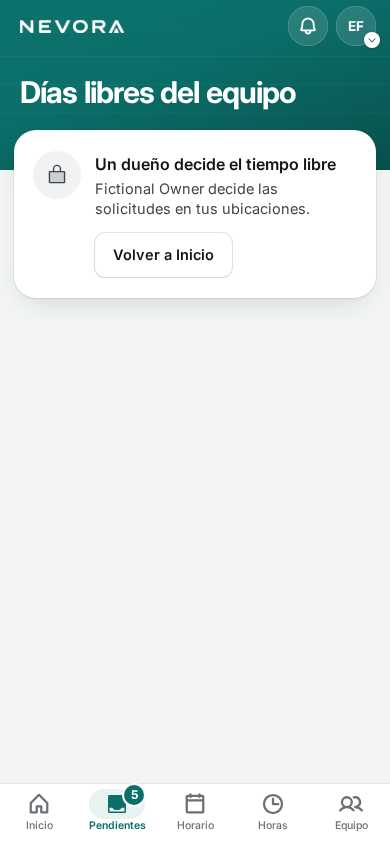 NEVORA
EF
Días libres del equipo
Un dueño decide el tiempo libre
Fictional Owner decide las
solicitudes en tus ubicaciones.
Volver a Inicio
5
Inicio
Pendientes
Horario
Horas
Equipo